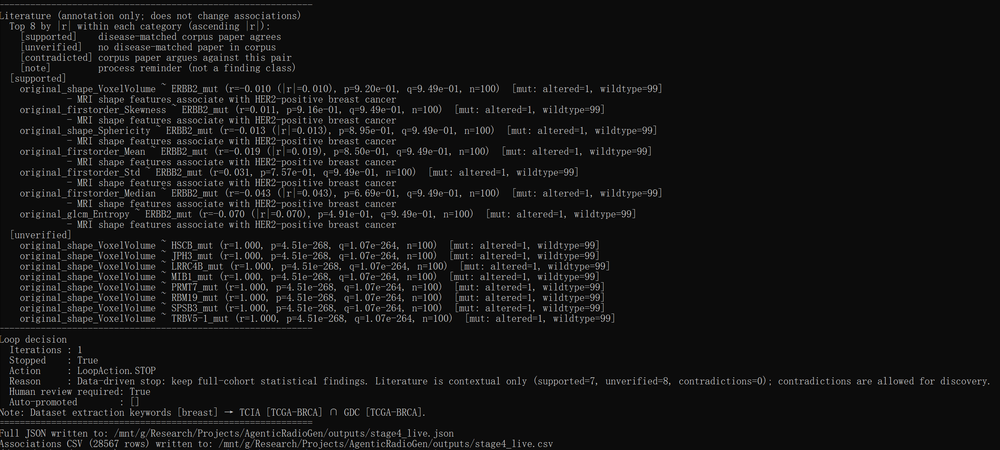 --------------------------------------------------------------
Literature (annotation only; does not change associations)
Top 8 by |r| within each category (ascending |r|):
[supported] disease-matched corpus paper agrees
[unverified] no disease-matched paper in corpus
[contradicted] corpus paper argues against this pair
[note] process reminder (not a finding class)
[supported]
original_shape_VoxelVolume ~ ERBB2_mut (r=-0.010 (|r|=0.010), p=9.20e-01, q=9.49e-01, n=100) [mut: altered=1, wildtype=99]
- MRI shape features associate with HER2-positive breast cancer
original_firstorder_Skewness ~ ERBB2_mut (r=0.011, p=9.16e-01, q=9.49e-01, n=100) [mut: altered=1, wildtype=99]
- MRI shape features associate with HER2-positive breast cancer
original_shape_Sphericity ~ ERBB2_mut (r=-0.013 (|r|=0.013), p=8.95e-01, q=9.49e-01, n=100) [mut: altered=1, wildtype=99]
- MRI shape features associate with HER2-positive breast cancer
original_firstorder_Mean ~ ERBB2_mut (r=-0.019 (|r|=0.019), p=8.50e-01, q=9.49e-01, n=100) [mut: altered=1, wildtype=99]
- MRI shape features associate with HER2-positive breast cancer
original_firstorder_Std ~ ERBB2_mut (r=0.031, p=7.57e-01, q=9.49e-01, n=100) [mut: altered=1, wildtype=99]
- MRI shape features associate with HER2-positive breast cancer
original_firstorder_Median ~ ERBB2_mut (r=-0.043 (|r|=0.043), p=6.69e-01, q=9.49e-01, n=100) [mut: altered=1, wildtype=99]
- MRI shape features associate with HER2-positive breast cancer
original_glcm_Entropy ~ ERBB2_mut (r=-0.070 (|r|=0.070), p=4.91e-01, q=9.49e-01, n=100) [mut: altered=1, wildtype=99]
- MRI shape features associate with HER2-positive breast cancer
[unverified]
original_shape_VoxelVolume ~ HSCB_mut (r=1.000, p=4.51e-268, q=1.07e-264, n=100) [mut: altered=1, wildtype=99]
original_shape_VoxelVolume ~ JPH3_mut (r=1.000, p=4.51e-268, q=1.07e-264, n=100) [mut: altered=1, wildtype=99]
original_shape_VoxelVolume ~ LRRC4B_mut (r=1.000, p=4.51e-268, q=1.07e-264, n=100) [mut: altered=1, wildtype=99]
original_shape_VoxelVolume ~ MIB1_mut (r=1.000, p=4.51e-268, q=1.07e-264, n=100) [mut: altered=1, wildtype=99]
original_shape_VoxelVolume ~ PRMT7_mut (r=1.000, p=4.51e-268, q=1.07e-264, n=100) [mut: altered=1, wildtype=99]
original_shape_VoxelVolume ~ RBM19_mut (r=1.000, p=4.51e-268, q=1.07e-264, n=100) [mut: altered=1, wildtype=99]
original_shape_VoxelVolume ~ SPSB3_mut (r=1.000, p=4.51e-268, q=1.07e-264, n=100) [mut: altered=1, wildtype=99]
original_shape_VoxelVolume ~ TRBV5-1_mut (r=1.000, p=4.51e-268, q=1.07e-264, n=100) [mut: altered=1, wildtype=99]
--------------------------------------------------------------
Loop decision
Iterations : 1
Stopped : True
Action : LoopAction.STOP
Reason : Data-driven stop: keep full-cohort statistical findings. Literature is contextual only (supported=7, unverified=8, contradictions=0); contradictions are allowed for discovery.
Human review required: True
Auto-promoted : []
Note: Dataset extraction keywords [breast] → TCIA [TCGA-BRCA] ∩ GDC [TCGA-BRCA].
==============================================================
Full JSON written to: /mnt/g/Research/Projects/AgenticRadioGen/outputs/stage4_live.json
Associations CSV (28567 rows) written to: /mnt/g/Research/Projects/AgenticRadioGen/outputs/stage4_live.csv